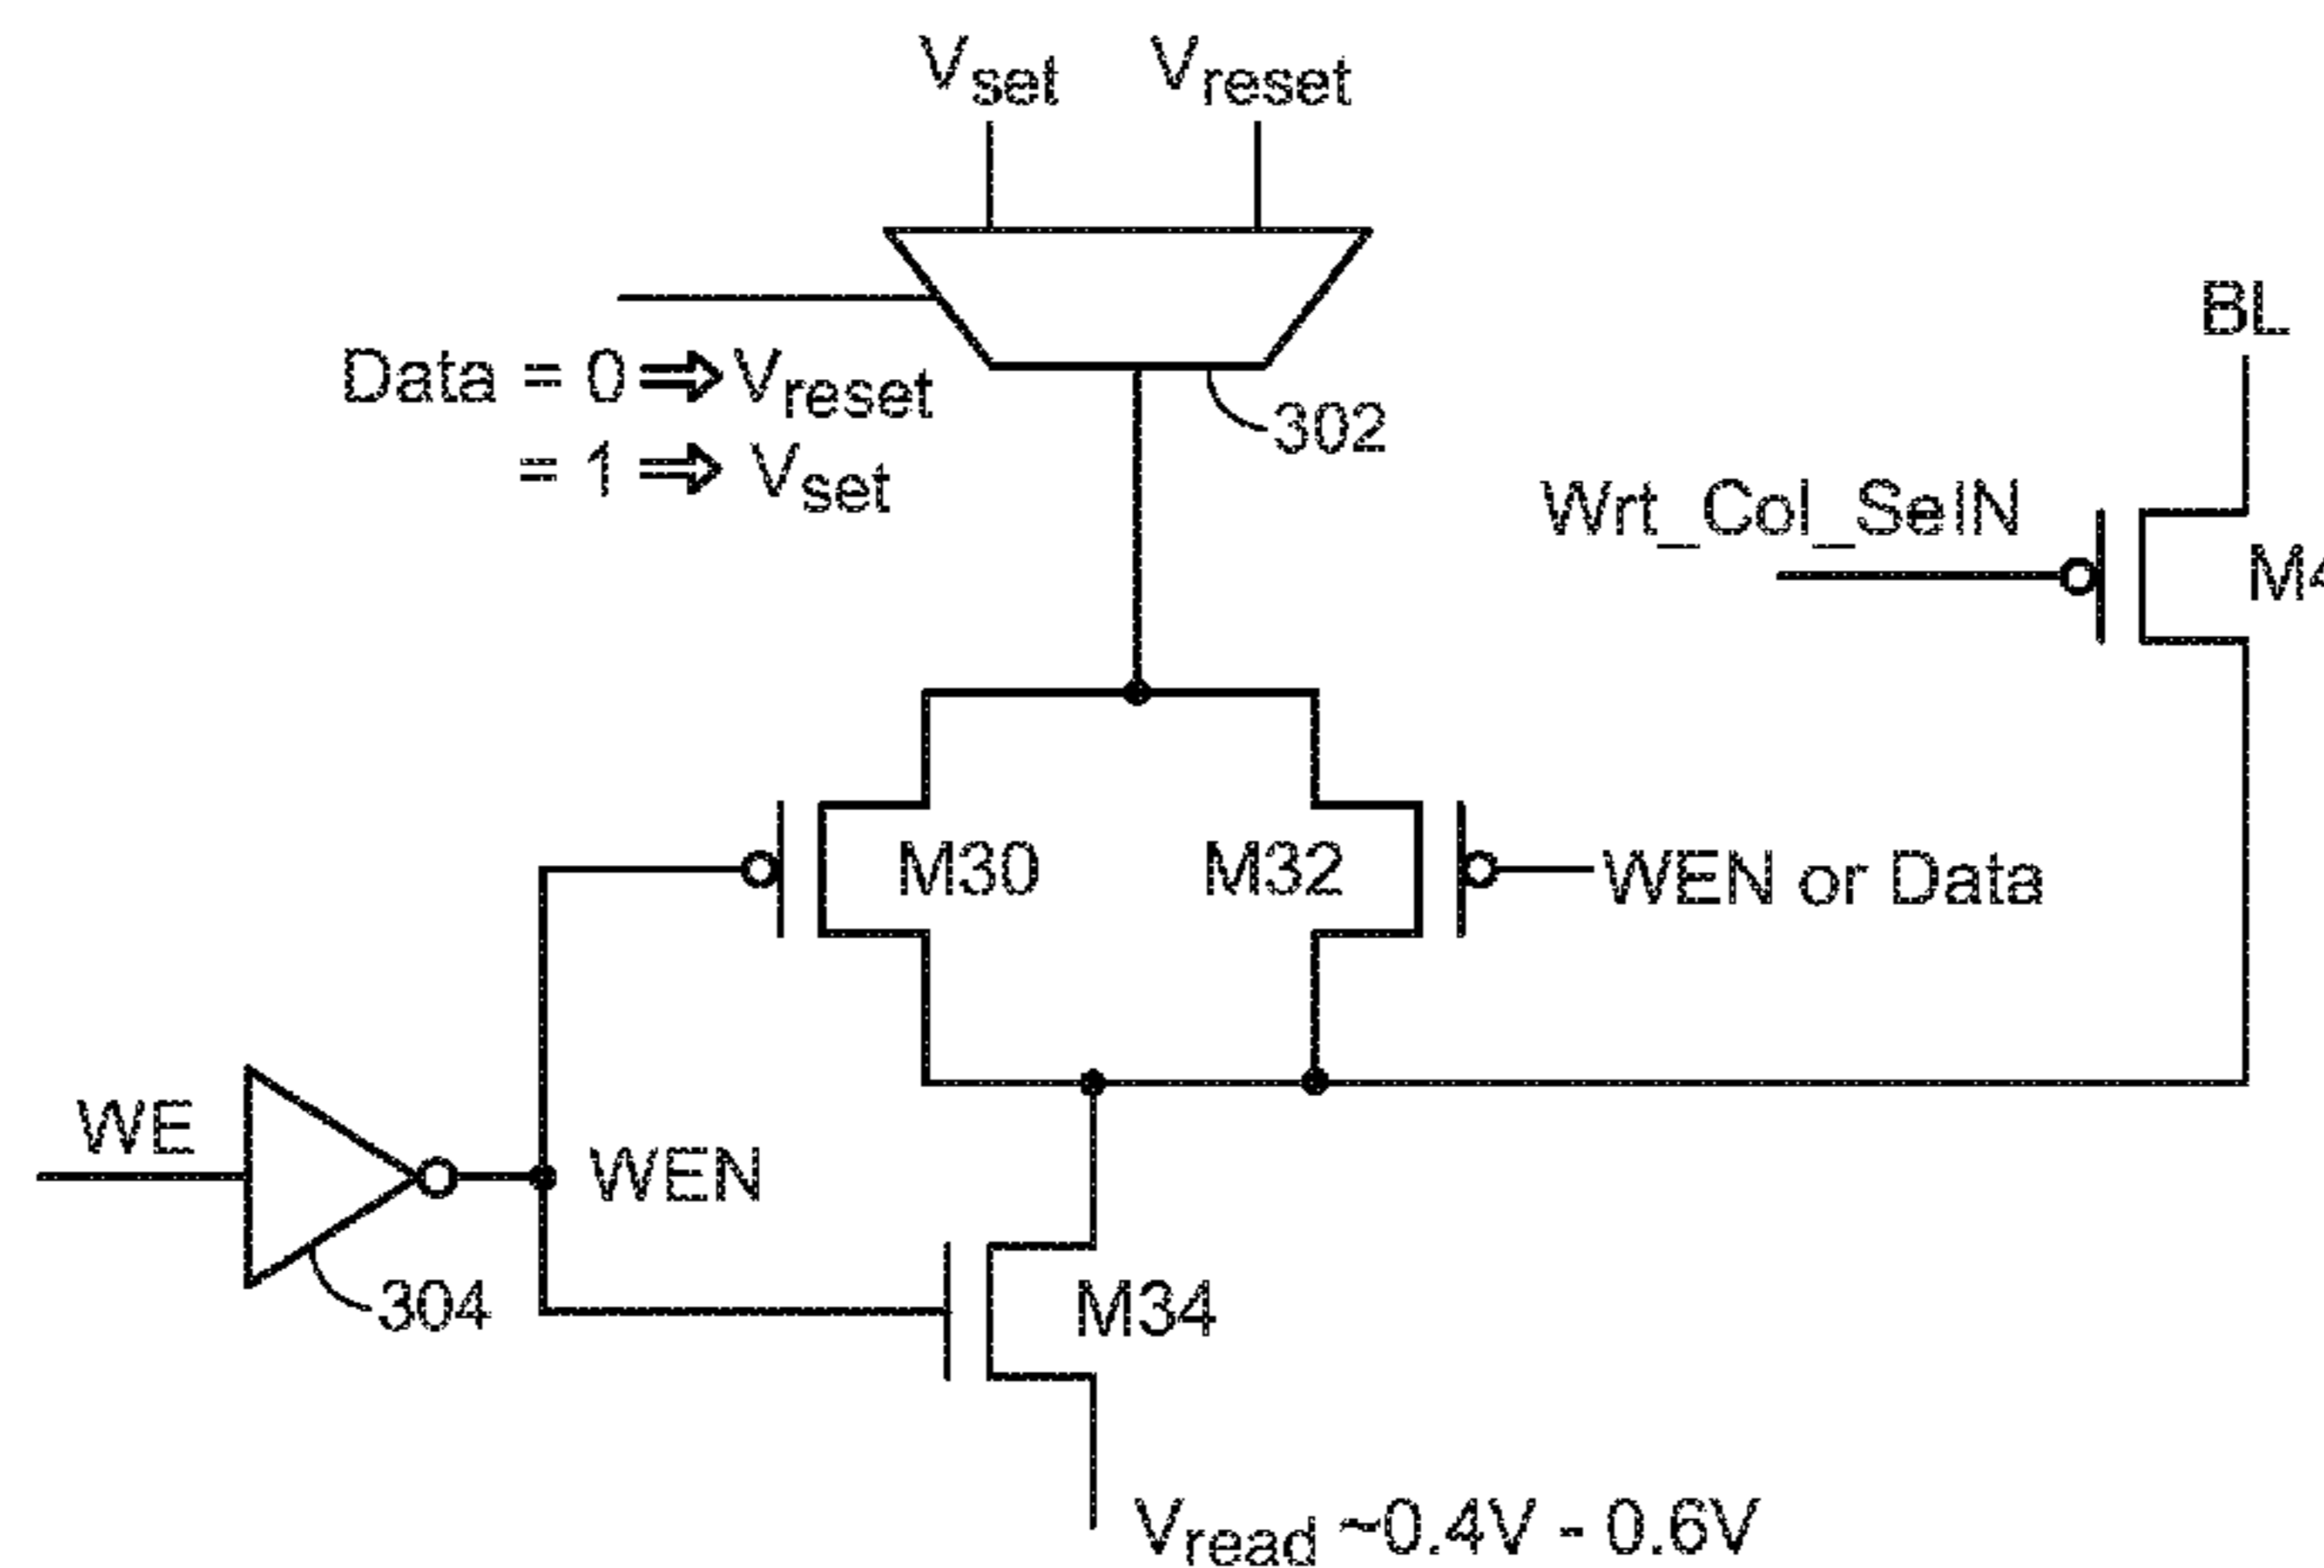 Vset Vreset
Data = 0 ⇒ Vreset
= 1 ⇒ Vset
302
BL
Wrt_Col_SelN
M30
M32
WEN or Data
WE
WEN
304
M34
Vread ~0.4V - 0.6V